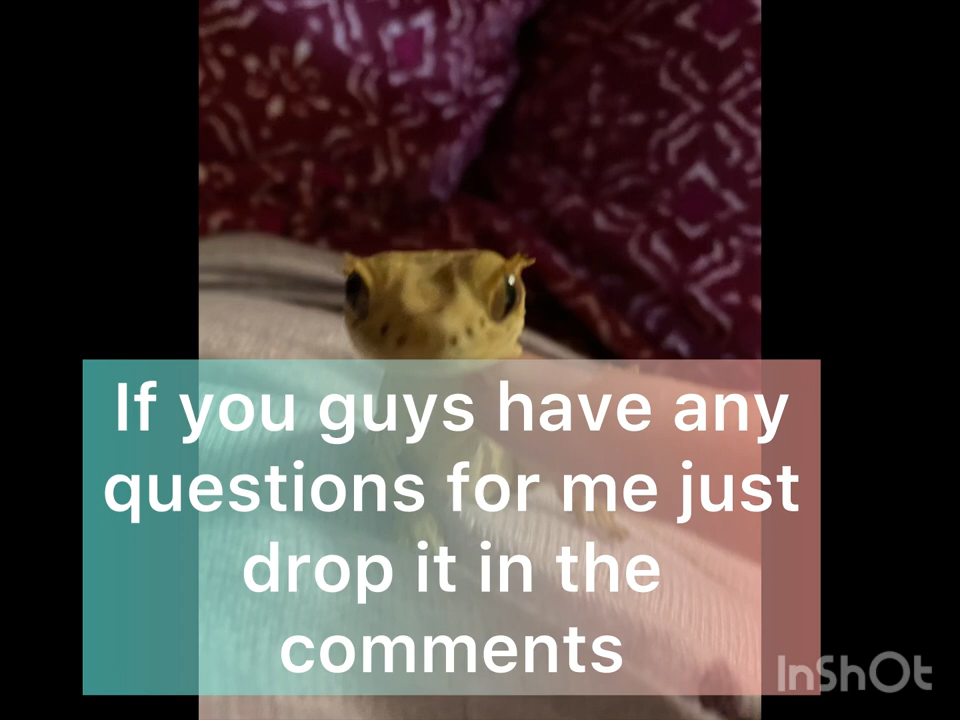 If you guys have any
questions for me just
drop it in the
comments
InShOt